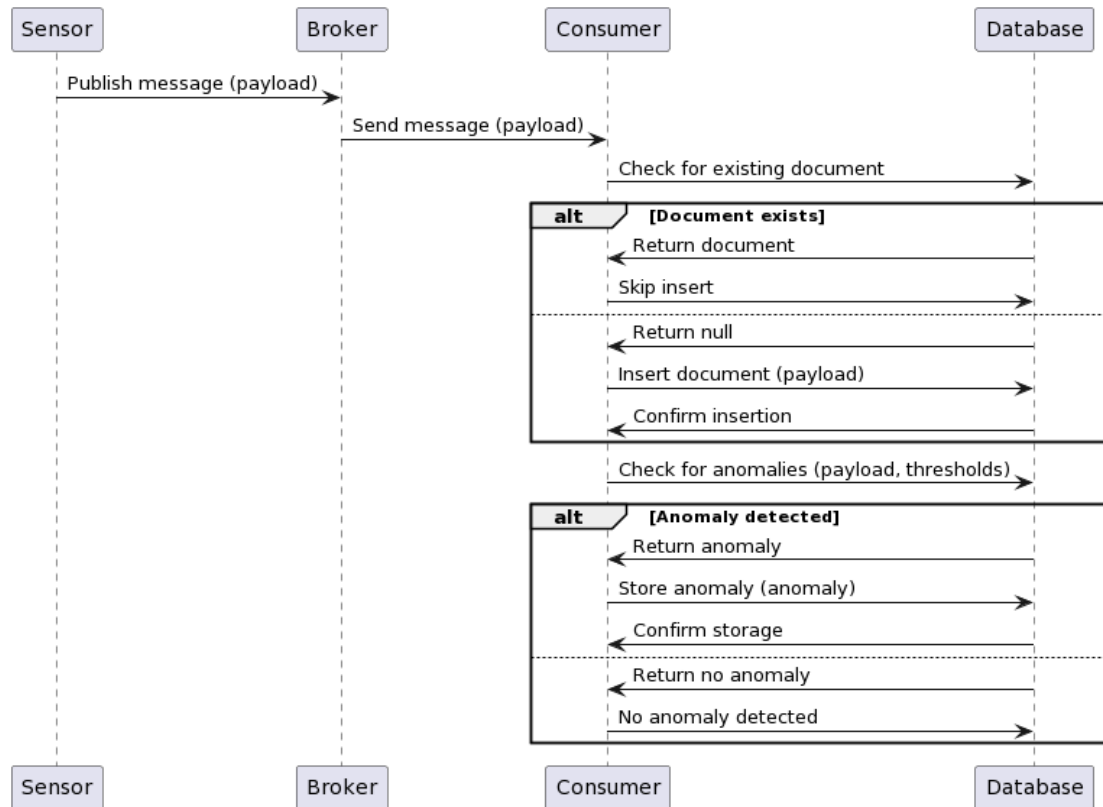 Sensor Broker Consumer Database
Publish message (payload)
Send message (payload)
Check for existing document
alt [Document exists]
Return document
Skip insert
Return null
Insert document (payload)
Confirm insertion
Check for anomalies (payload, thresholds)
alt [Anomaly detected]
Return anomaly
Store anomaly (anomaly)
Confirm storage
Return no anomaly
No anomaly detected
Sensor Broker Consumer Database